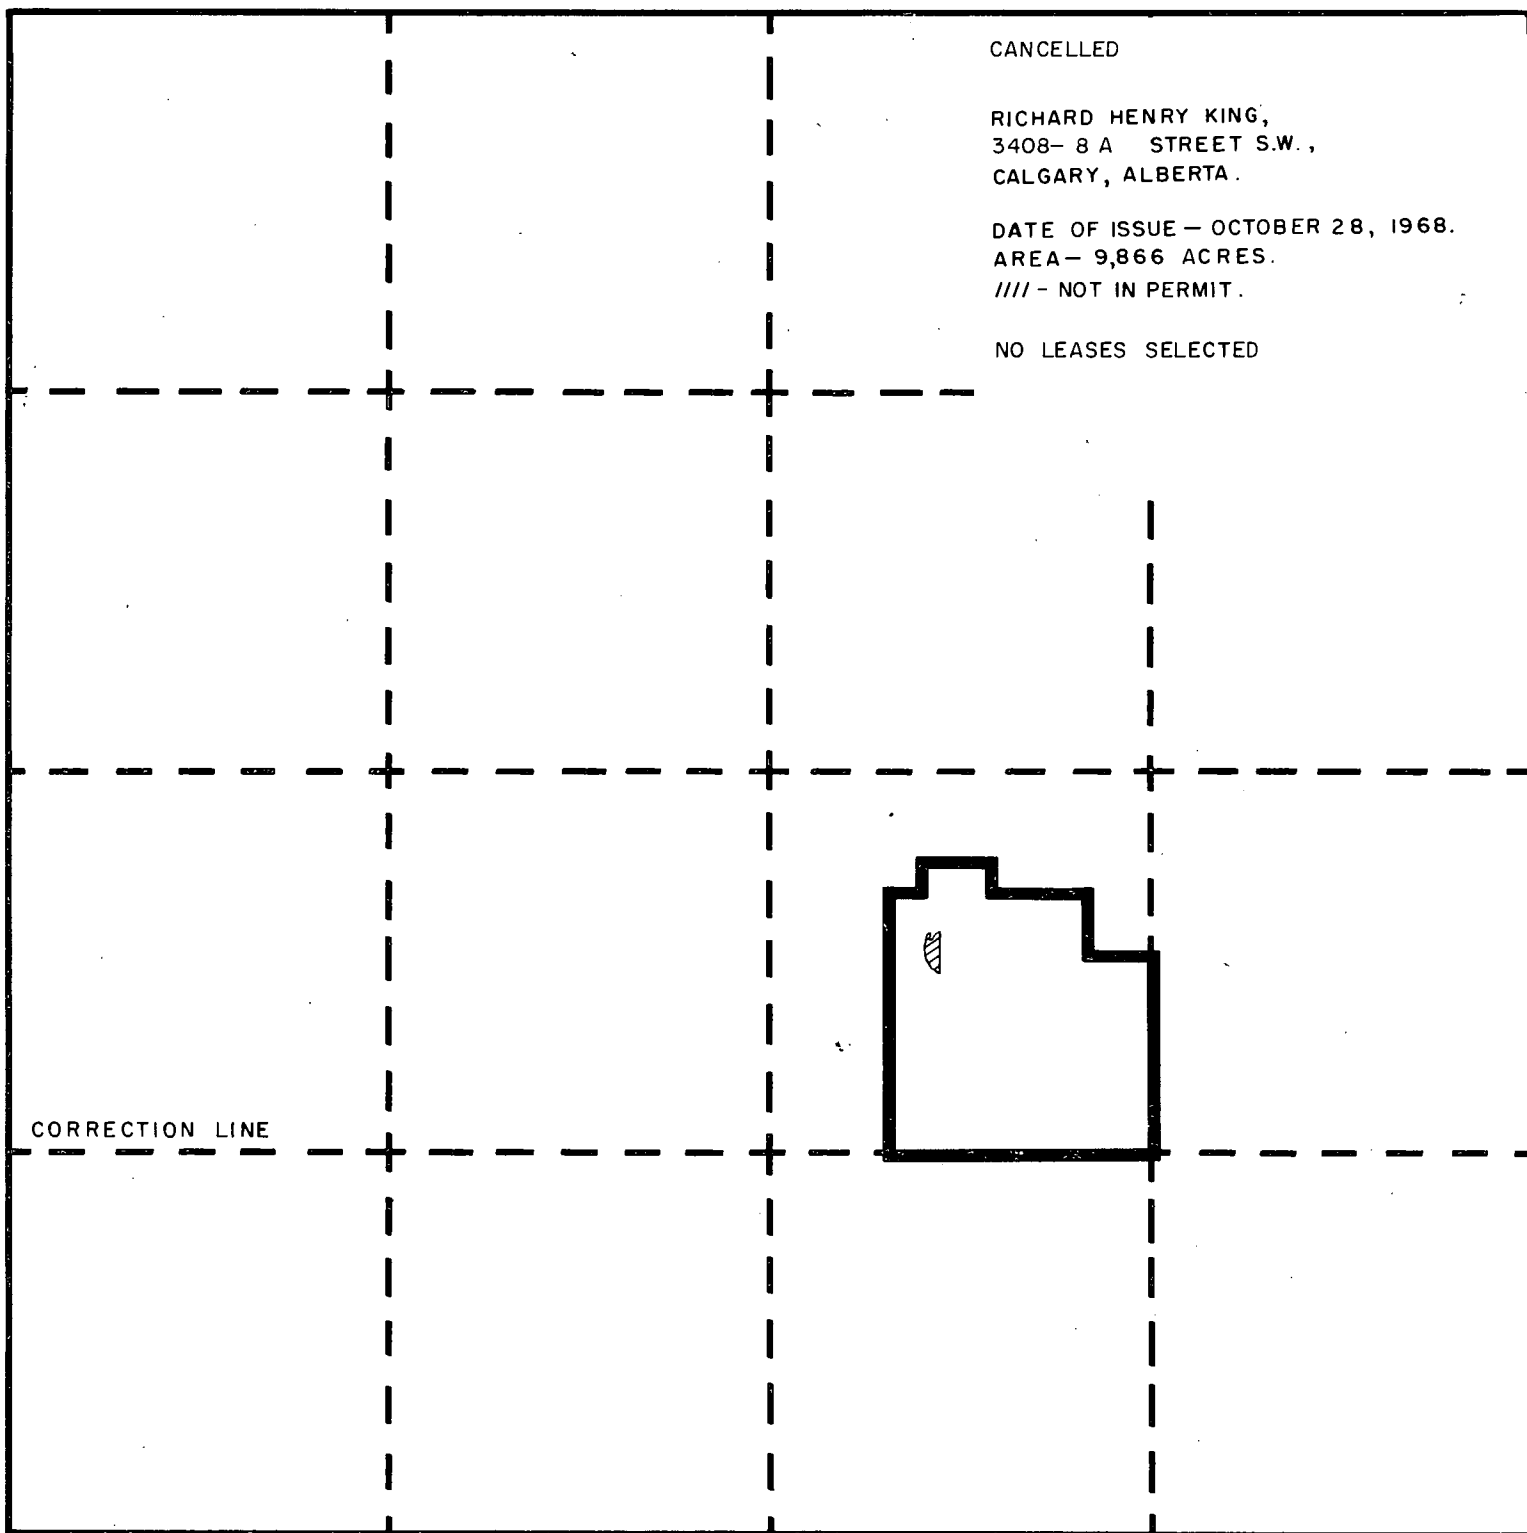 CANCELLED
RICHARD HENRY KING,
3408- 8 A STREET S.W.,
CALGARY, ALBERTA.
DATE OF ISSUE — OCTOBER 28, 1968.
AREA — 9,866 ACRES.
//// - NOT IN PERMIT.
NO LEASES SELECTED
CORRECTION LINE